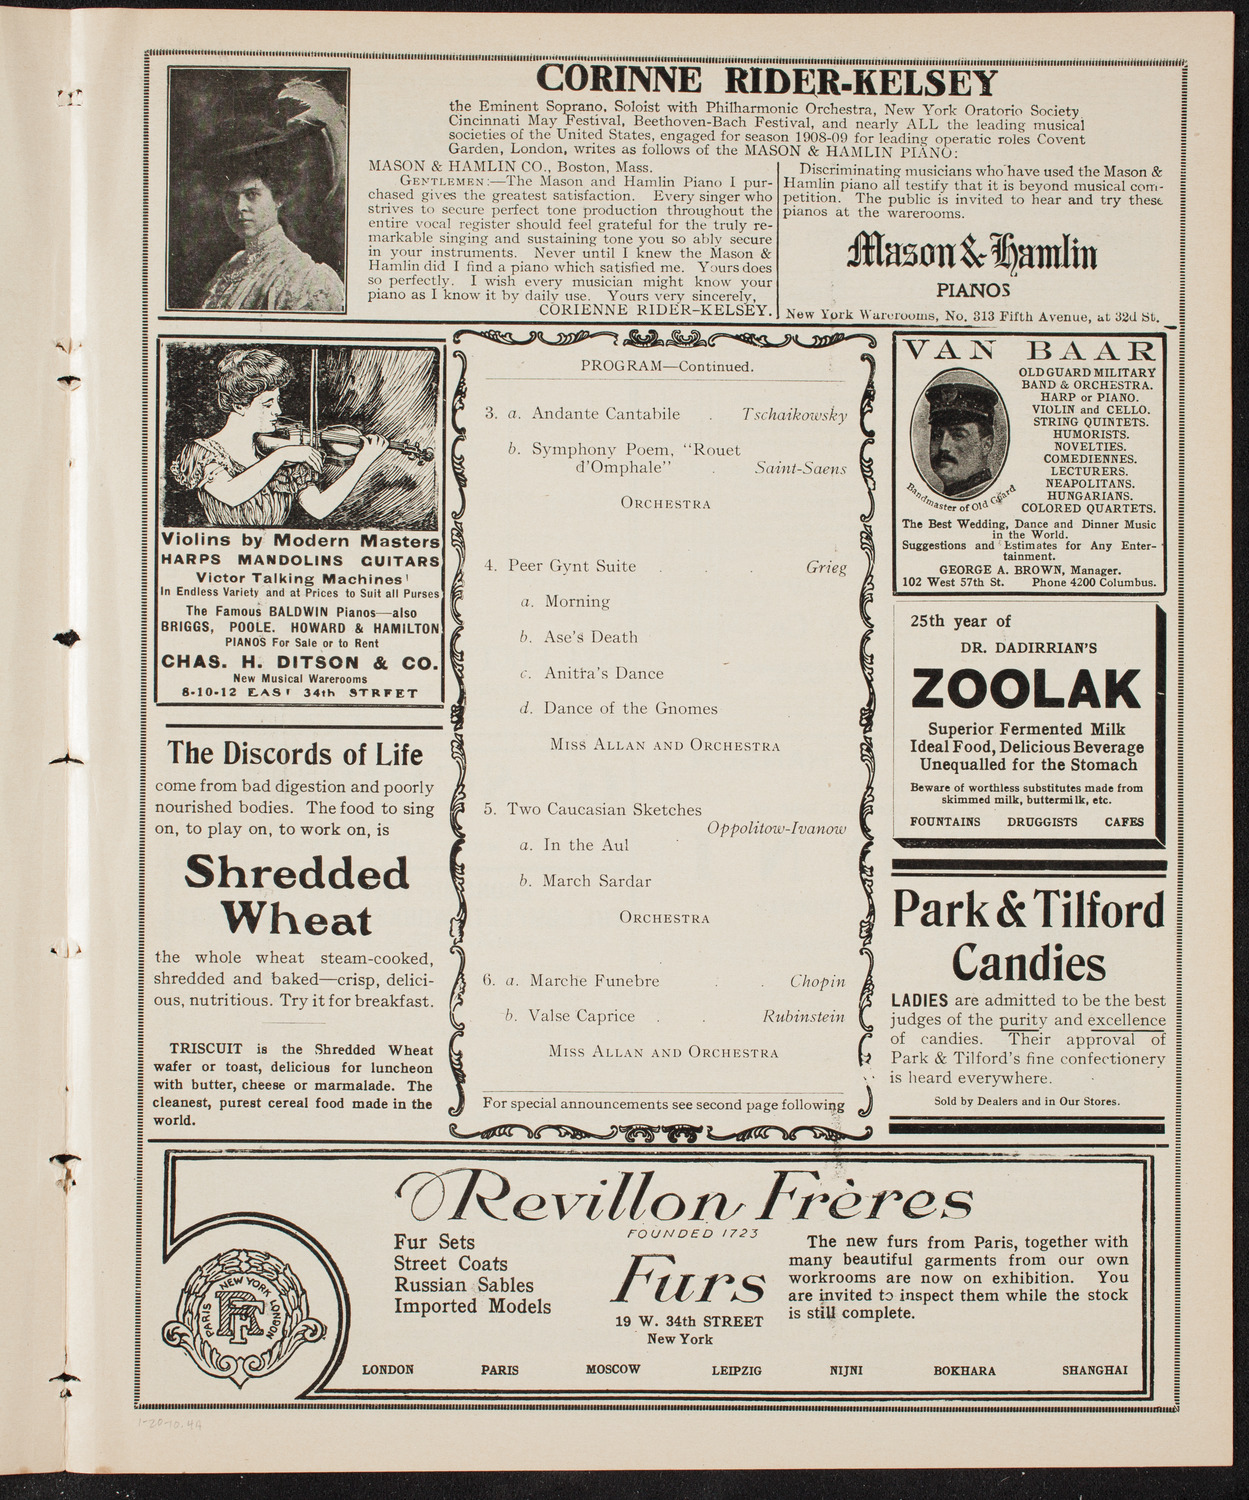 CORINNE RIDER-KELSEY
the Eminent Soprano, Soloist with Philharmonic Orchestra, New York Oratorio Society
Cincinnati May Festival, Beethoven-Bach Festival, and nearly ALL the leading musical
societies of the United States, engaged for season 1908-09 for leading operatic roles Covent
Garden, London, writes as follows of the MASON & HAMLIN PIANO:
MASON & HAMLIN CO., Boston, Mass.
GENTLEMEN:—The Mason and Hamlin Piano I pur-
chased gives the greatest satisfaction. Every singer who
strives to secure perfect tone production throughout the
entire vocal register should feel grateful for the truly re-
markable singing and sustaining tone you so ably secure
in your instruments. Never until I knew the Mason &
Hamlin did I find a piano which satisfied me. Yours does
so perfectly. I wish every musician might know your
piano as I know it by daily use. Yours very sincerely,
CORIENNE RIDER-KELSEY.
Discriminating musicians who have used the Mason &
Hamlin piano all testify that it is beyond musical com-
petition. The public is invited to hear and try these
pianos at the warerooms.
Mason & Hamlin
PIANOS
New York Warerooms, No. 313 Fifth Avenue, at 32d St.
Violins by Modern Masters
HARPS MANDOLINS GUITARS
Victor Talking Machines
In Endless Variety and at Prices to Suit all Purses
The Famous BALDWIN Pianos—also
BRIGGS, POOLE. HOWARD & HAMILTON
PIANOS For Sale or to Rent
CHAS. H. DITSON & CO.
New Musical Warerooms
8-10-12 EAST 34th STREET
The Discords of Life
come from bad digestion and poorly
nourished bodies. The food to sing
on, to play on, to work on, is
Shredded
Wheat
the whole wheat steam-cooked,
shredded and baked—crisp, delici-
ous, nutritious. Try it for breakfast.
TRISCUIT is the Shredded Wheat
wafer or toast, delicious for luncheon
with butter, cheese or marmalade. The
cleanest, purest cereal food made in the
world.
PROGRAM—Continued.
3. a. Andante Cantabile . Tschaikowsky
b. Symphony Poem, "Rouet
d'Omphale" . Saint-Saens
ORCHESTRA
4. Peer Gynt Suite . . . Grieg
a. Morning
b. Ase's Death
c. Anitra's Dance
d. Dance of the Gnomes
MISS ALLAN AND ORCHESTRA
5. Two Caucasian Sketches
Oppolitow-Ivanow
a. In the Aul
b. March Sardar
ORCHESTRA
6. a. Marche Funebre . . Chopin
b. Valse Caprice . . Rubinstein
MISS ALLAN AND ORCHESTRA
For special announcements see second page following
VAN BAAR
OLD GUARD MILITARY
BAND & ORCHESTRA.
HARP or PIANO.
VIOLIN and CELLO.
STRING QUINTETS.
HUMORISTS.
NOVELTIES.
COMEDIENNES.
LECTURERS.
NEAPOLITANS.
HUNGARIANS.
COLORED QUARTETS.
Bandmaster of Old Guard
The Best Wedding, Dance and Dinner Music
in the World.
Suggestions and Estimates for Any Enter-
tainment.
GEORGE A. BROWN, Manager.
102 West 57th St. Phone 4200 Columbus.
25th year of
DR. DADIRRIAN'S
ZOOLAK
Superior Fermented Milk
Ideal Food, Delicious Beverage
Unequalled for the Stomach
Beware of worthless substitutes made from
skimmed milk, buttermilk, etc.
FOUNTAINS DRUGGISTS CAFES
Park & Tilford
Candies
LADIES are admitted to be the best
judges of the purity and excellence
of candies. Their approval of
Park & Tilford's fine confectionery
is heard everywhere.
Sold by Dealers and in Our Stores.
Revillon Frères
FOUNDED 1723
Fur Sets
Street Coats
Russian Sables
Imported Models
Furs
19 W. 34th STREET
New York
The new furs from Paris, together with
many beautiful garments from our own
workrooms are now on exhibition. You
are invited to inspect them while the stock
is still complete.
PARIS NEW YORK LONDON
RF
LONDON PARIS MOSCOW LEIPZIG NIJNI BOKHARA SHANGHAI
1-20-10.4A